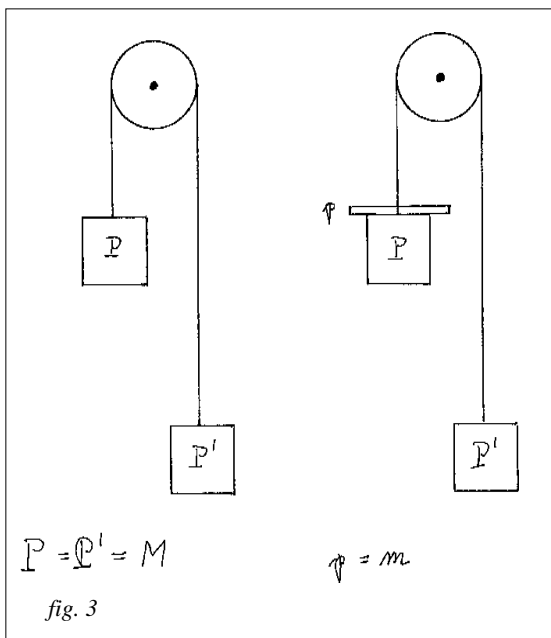 p
P
P
P'
P'
P = P' = M
p = m
fig. 3